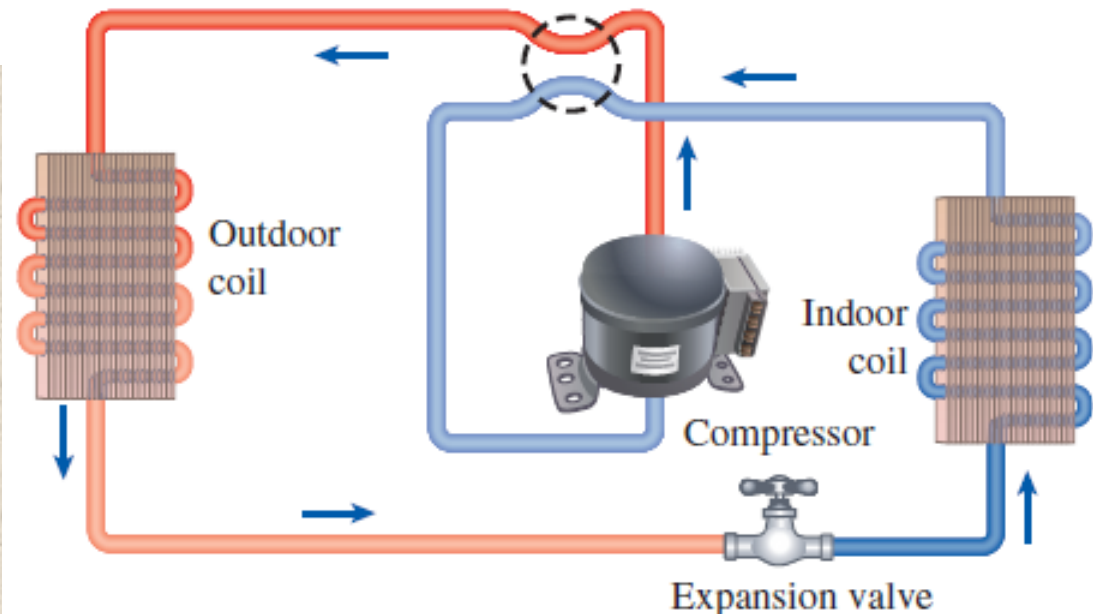 Outdoor
coil
Indoor
coil
Compressor
Expansion valve